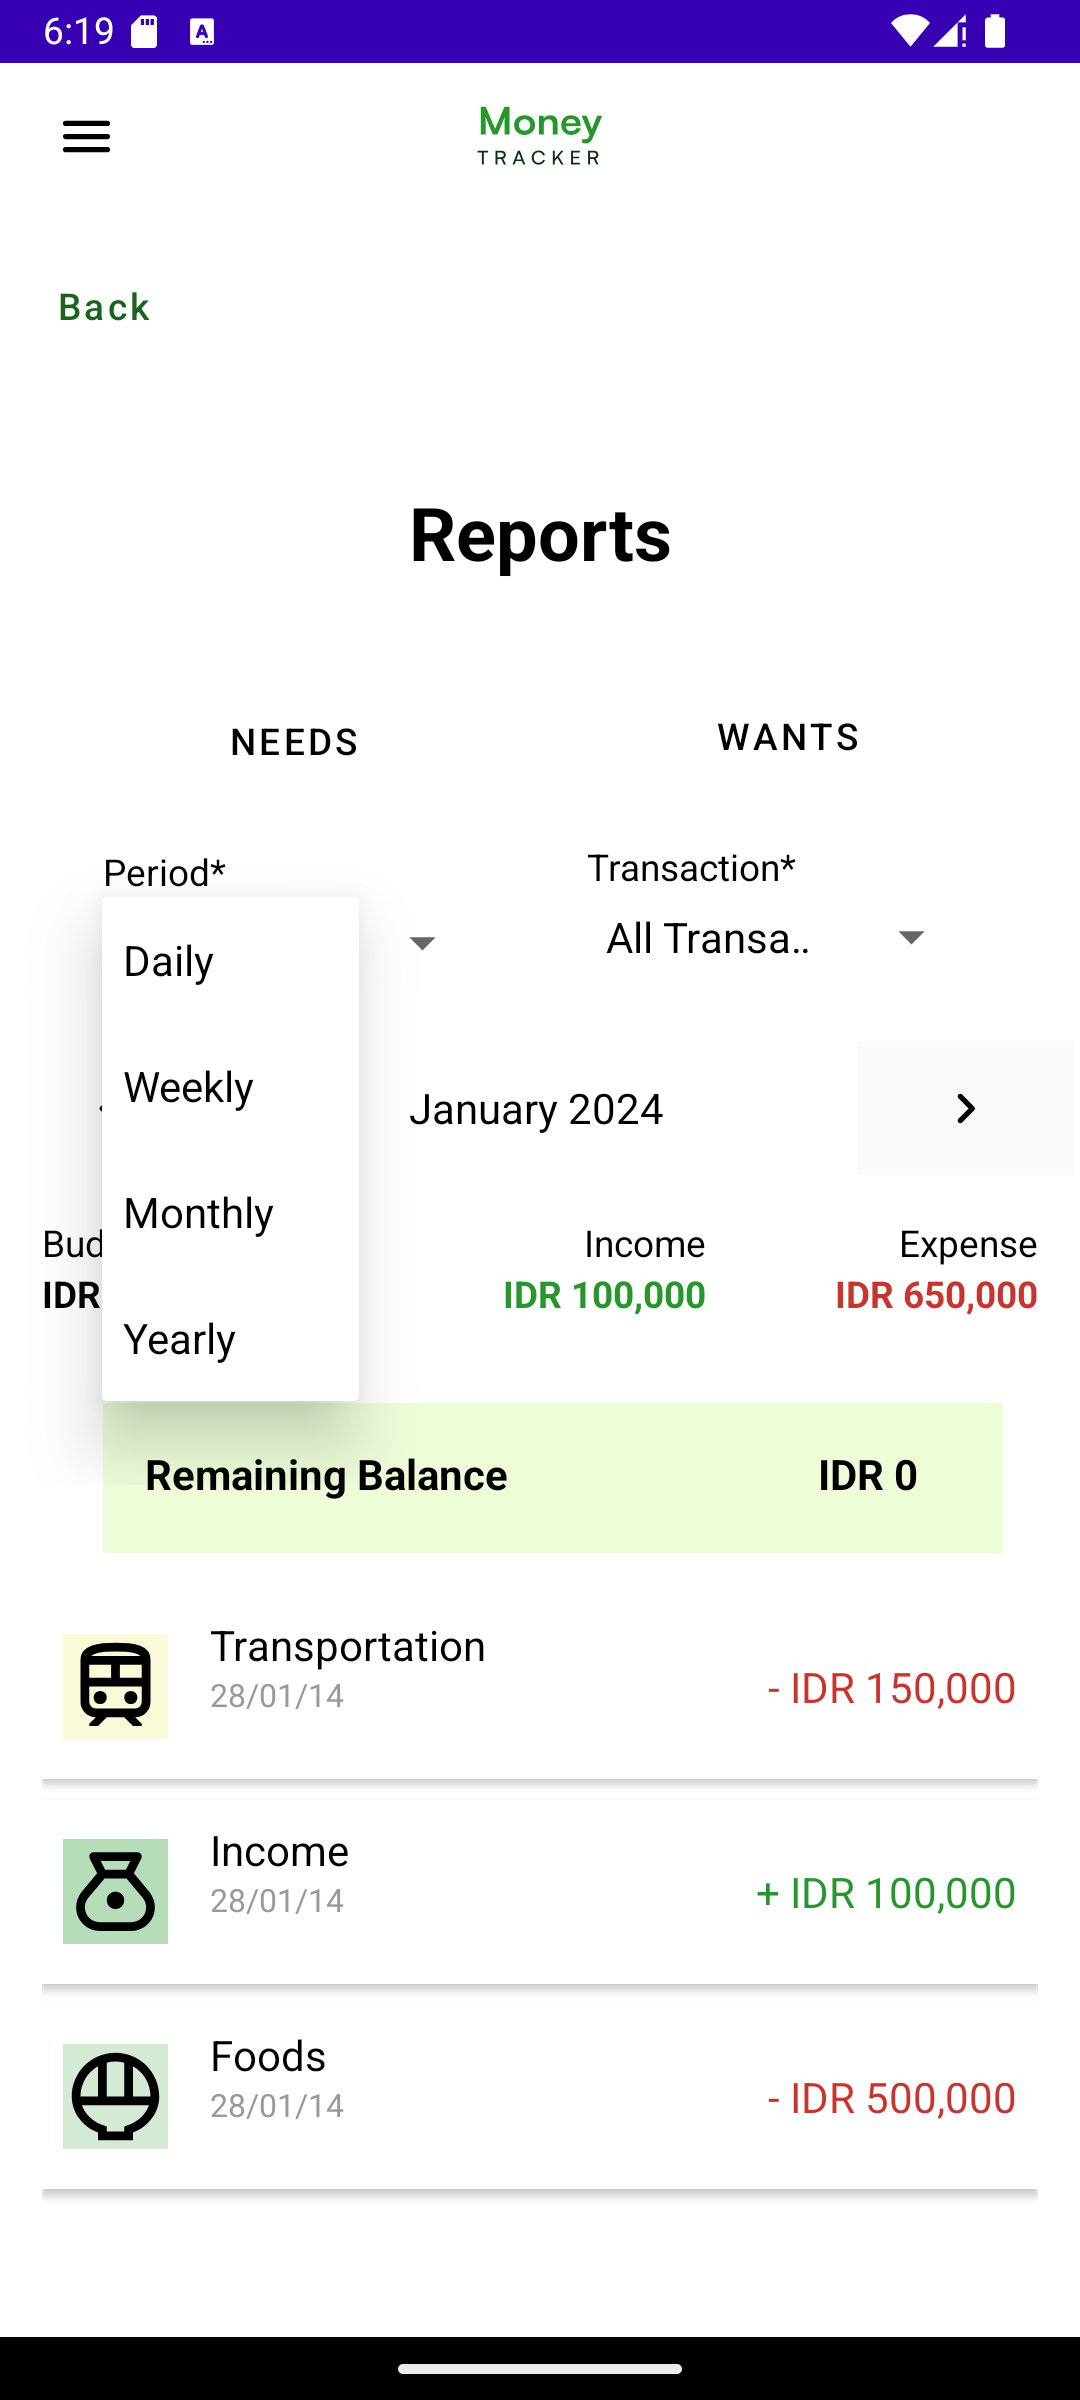 6:19
Money
TRACKER
Back
Reports
NEEDS
WANTS
Period*
Transaction*
All Transa..
Daily
Weekly
Monthly
Yearly
January 2024
Bud
IDR
Income
IDR 100,000
Expense
IDR 650,000
Remaining Balance
IDR 0
Transportation
28/01/14
- IDR 150,000
Income
28/01/14
+ IDR 100,000
Foods
28/01/14
- IDR 500,000